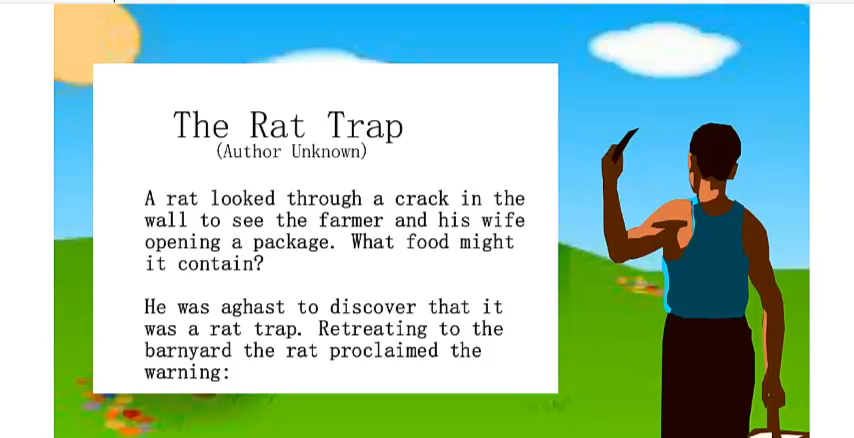 The Rat Trap
(Author Unknown)
A rat looked through a crack in the
wall to see the farmer and his wife
opening a package. What food might
it contain?
He was aghast to discover that it
was a rat trap. Retreating to the
barnyard the rat proclaimed the
warning: